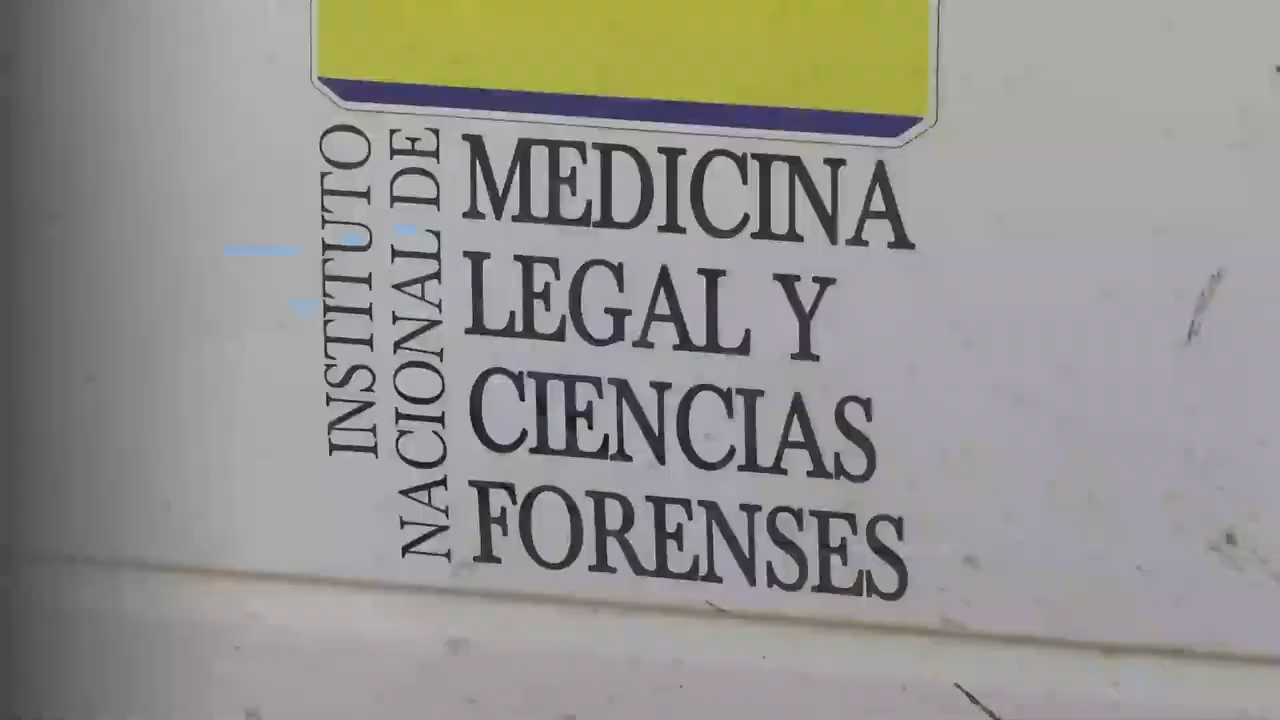 INSTITUTO
NACIONAL DE
MEDICINA
LEGAL Y
CIENCIAS
FORENSES